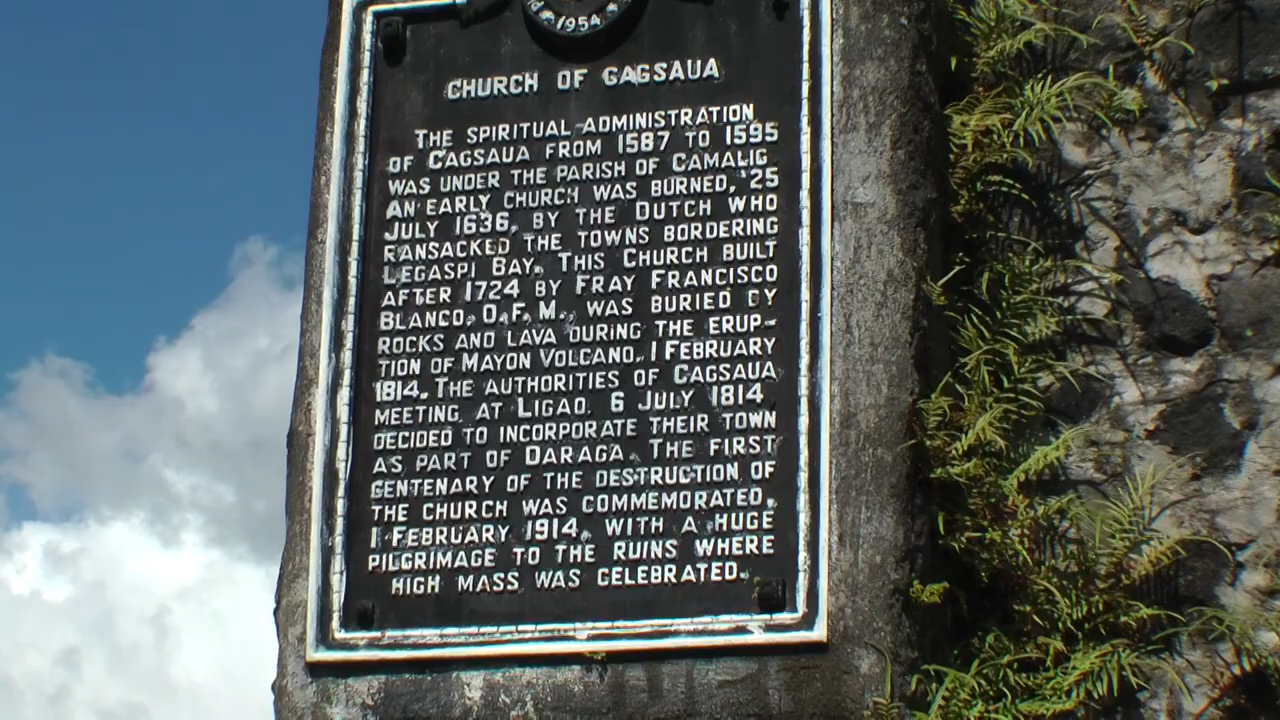 1954
CHURCH OF CAGSAUA
THE SPIRITUAL ADMINISTRATION
OF CAGSAUA FROM 1587 TO 1595
WAS UNDER THE PARISH OF CAMALIG
AN EARLY CHURCH WAS BURNED, 25
JULY 1636, BY THE DUTCH WHO
RANSACKED THE TOWNS BORDERING
LEGASPI BAY. THIS CHURCH BUILT
AFTER 1724 BY FRAY FRANCISCO
BLANCO, O.F.M., WAS BURIED BY
ROCKS AND LAVA DURING THE ERUP-
TION OF MAYON VOLCANO, 1 FEBRUARY
1814. THE AUTHORITIES OF CAGSAUA
MEETING AT LIGAO, 6 JULY 1814
DECIDED TO INCORPORATE THEIR TOWN
AS PART OF DARAGA. THE FIRST
CENTENARY OF THE DESTRUCTION OF
THE CHURCH WAS COMMEMORATED,
1 FEBRUARY 1914, WITH A HUGE
PILGRIMAGE TO THE RUINS WHERE
HIGH MASS WAS CELEBRATED.